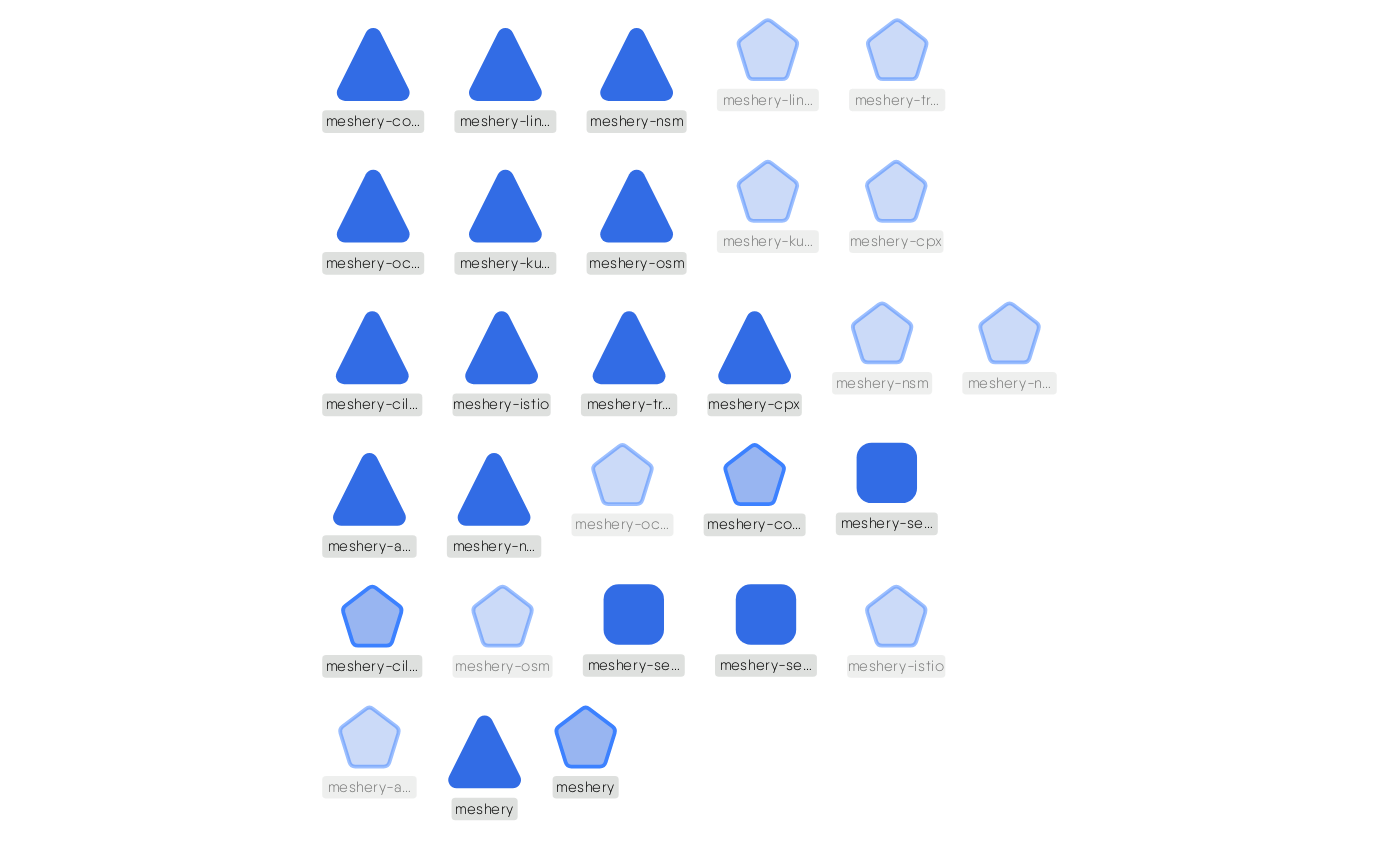 meshery-co...
meshery-lin...
meshery-nsm
meshery-lin...
meshery-tr...
meshery-oc...
meshery-ku...
meshery-osm
meshery-ku...
meshery-cpx
meshery-cil...
meshery-istio
meshery-tr...
meshery-cpx
meshery-nsm
meshery-n...
meshery-a...
meshery-n...
meshery-oc...
meshery-co...
meshery-se...
meshery-cil...
meshery-osm
meshery-se...
meshery-se...
meshery-istio
meshery-a...
meshery
meshery